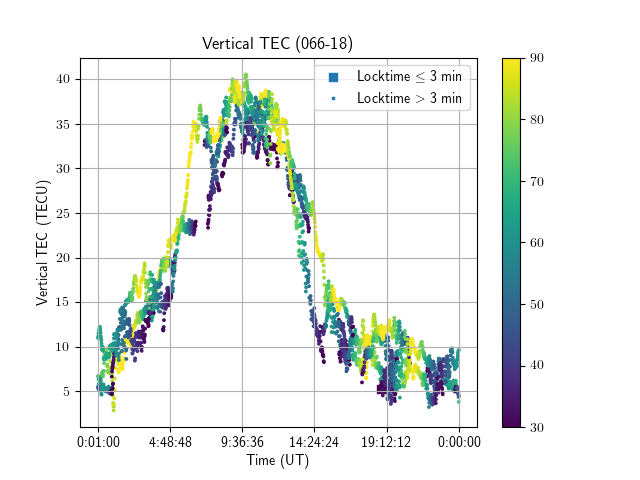 Vertical TEC (066-18)
Locktime ≤ 3 min
Locktime > 3 min
Vertical TEC (TECU)
40
35
30
25
20
15
10
5
0:01:00 4:48:48 9:36:36 14:24:24 19:12:12 0:00:00
Time (UT)
90
80
70
60
50
40
30